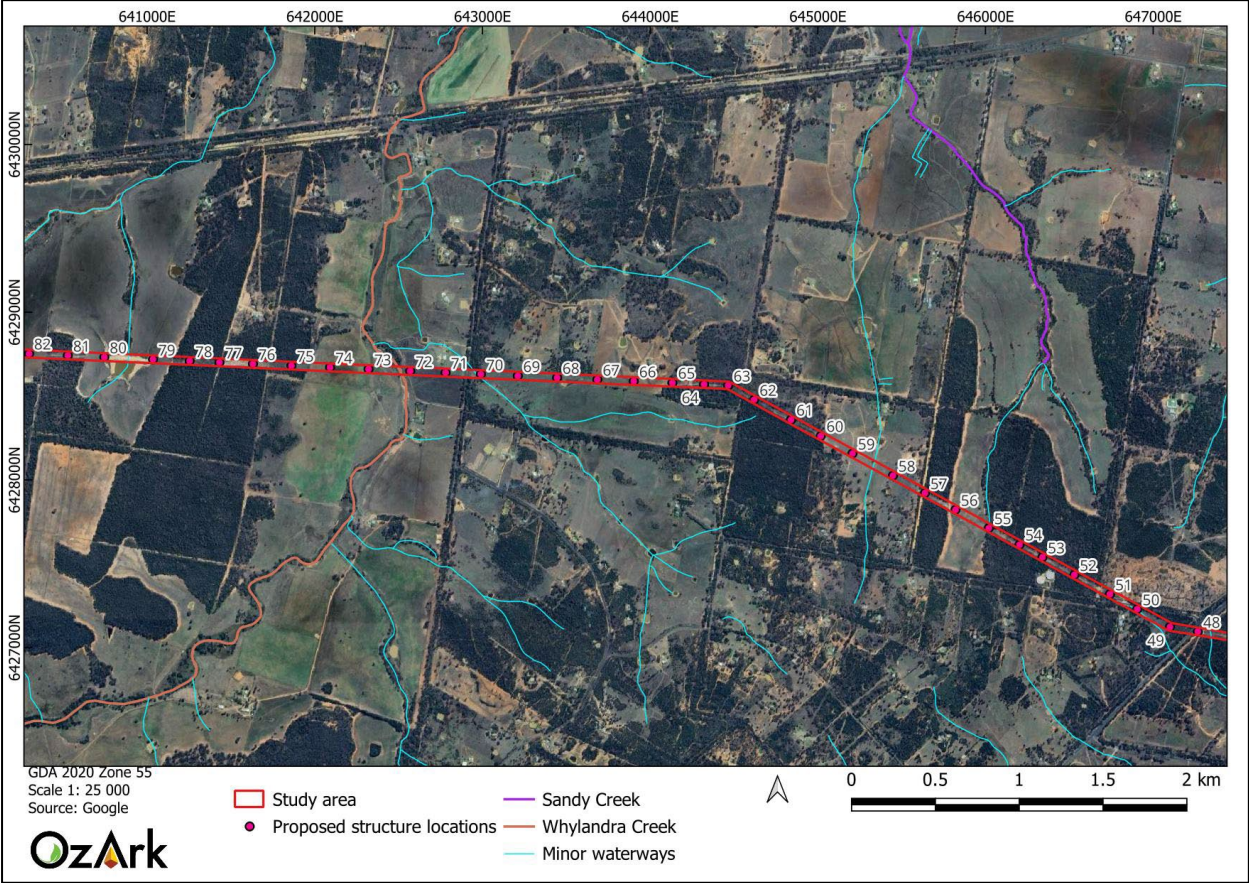 641000E 642000E 643000E 644000E 645000E 646000E 647000E
6430000N
6429000N
6428000N
6427000N
82 81 80 79 78 77 76 75 74 73 72 71 70 69 68 67 66 65 64 63 62 61 60 59 58 57 56 55 54 53 52 51 50 49 48
GDA 2020 Zone 55
Scale 1: 25 000
Source: Google
OzArk
Study area
Proposed structure locations
Sandy Creek
Whylandra Creek
Minor waterways
0 0.5 1 1.5 2 km